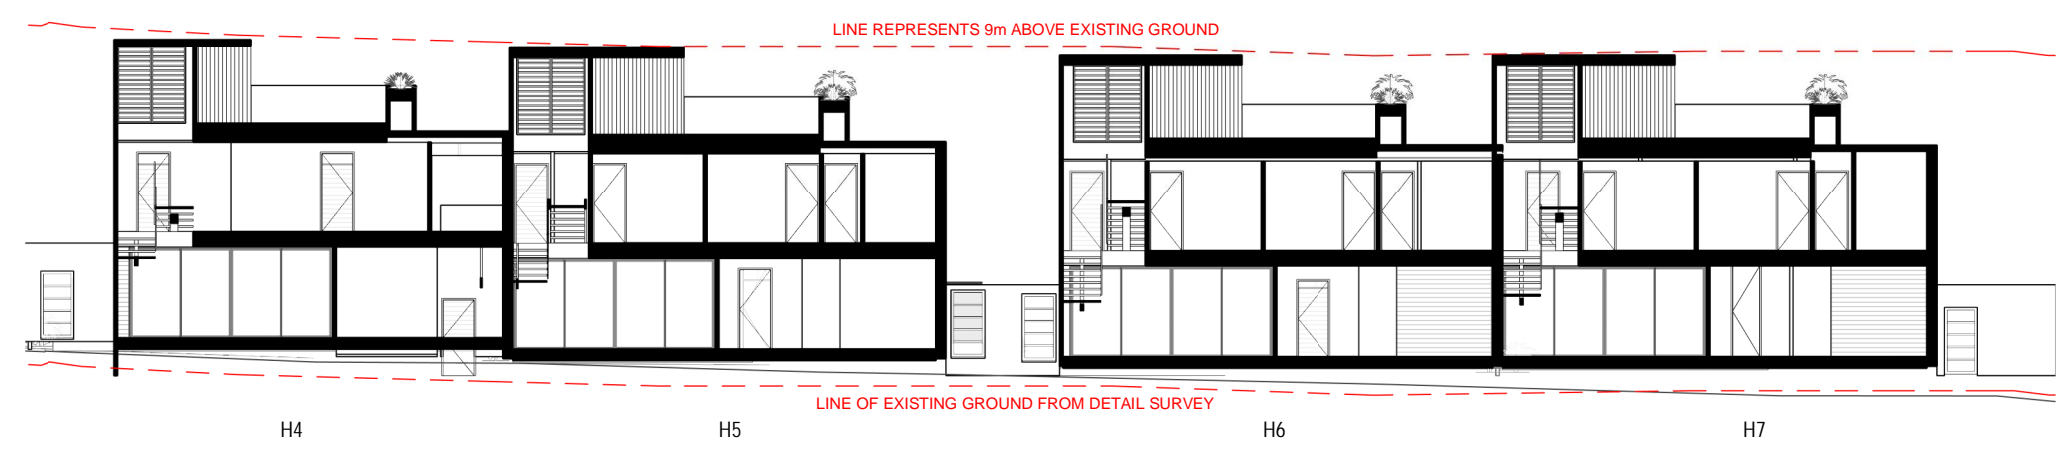 LINE REPRESENTS 9m ABOVE EXISTING GROUND
LINE OF EXISTING GROUND FROM DETAIL SURVEY
H4
H5
H6
H7